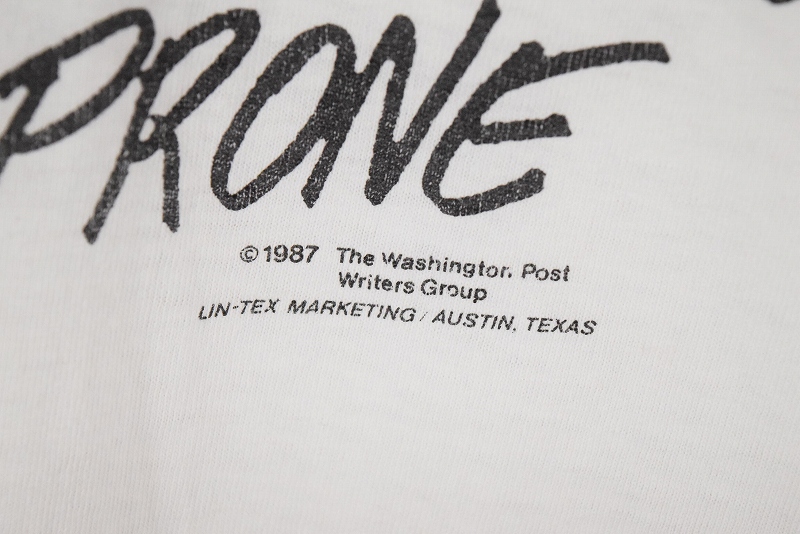 PRONE
©1987 The Washington Post
Writers Group
LIN-TEX MARKETING / AUSTIN, TEXAS